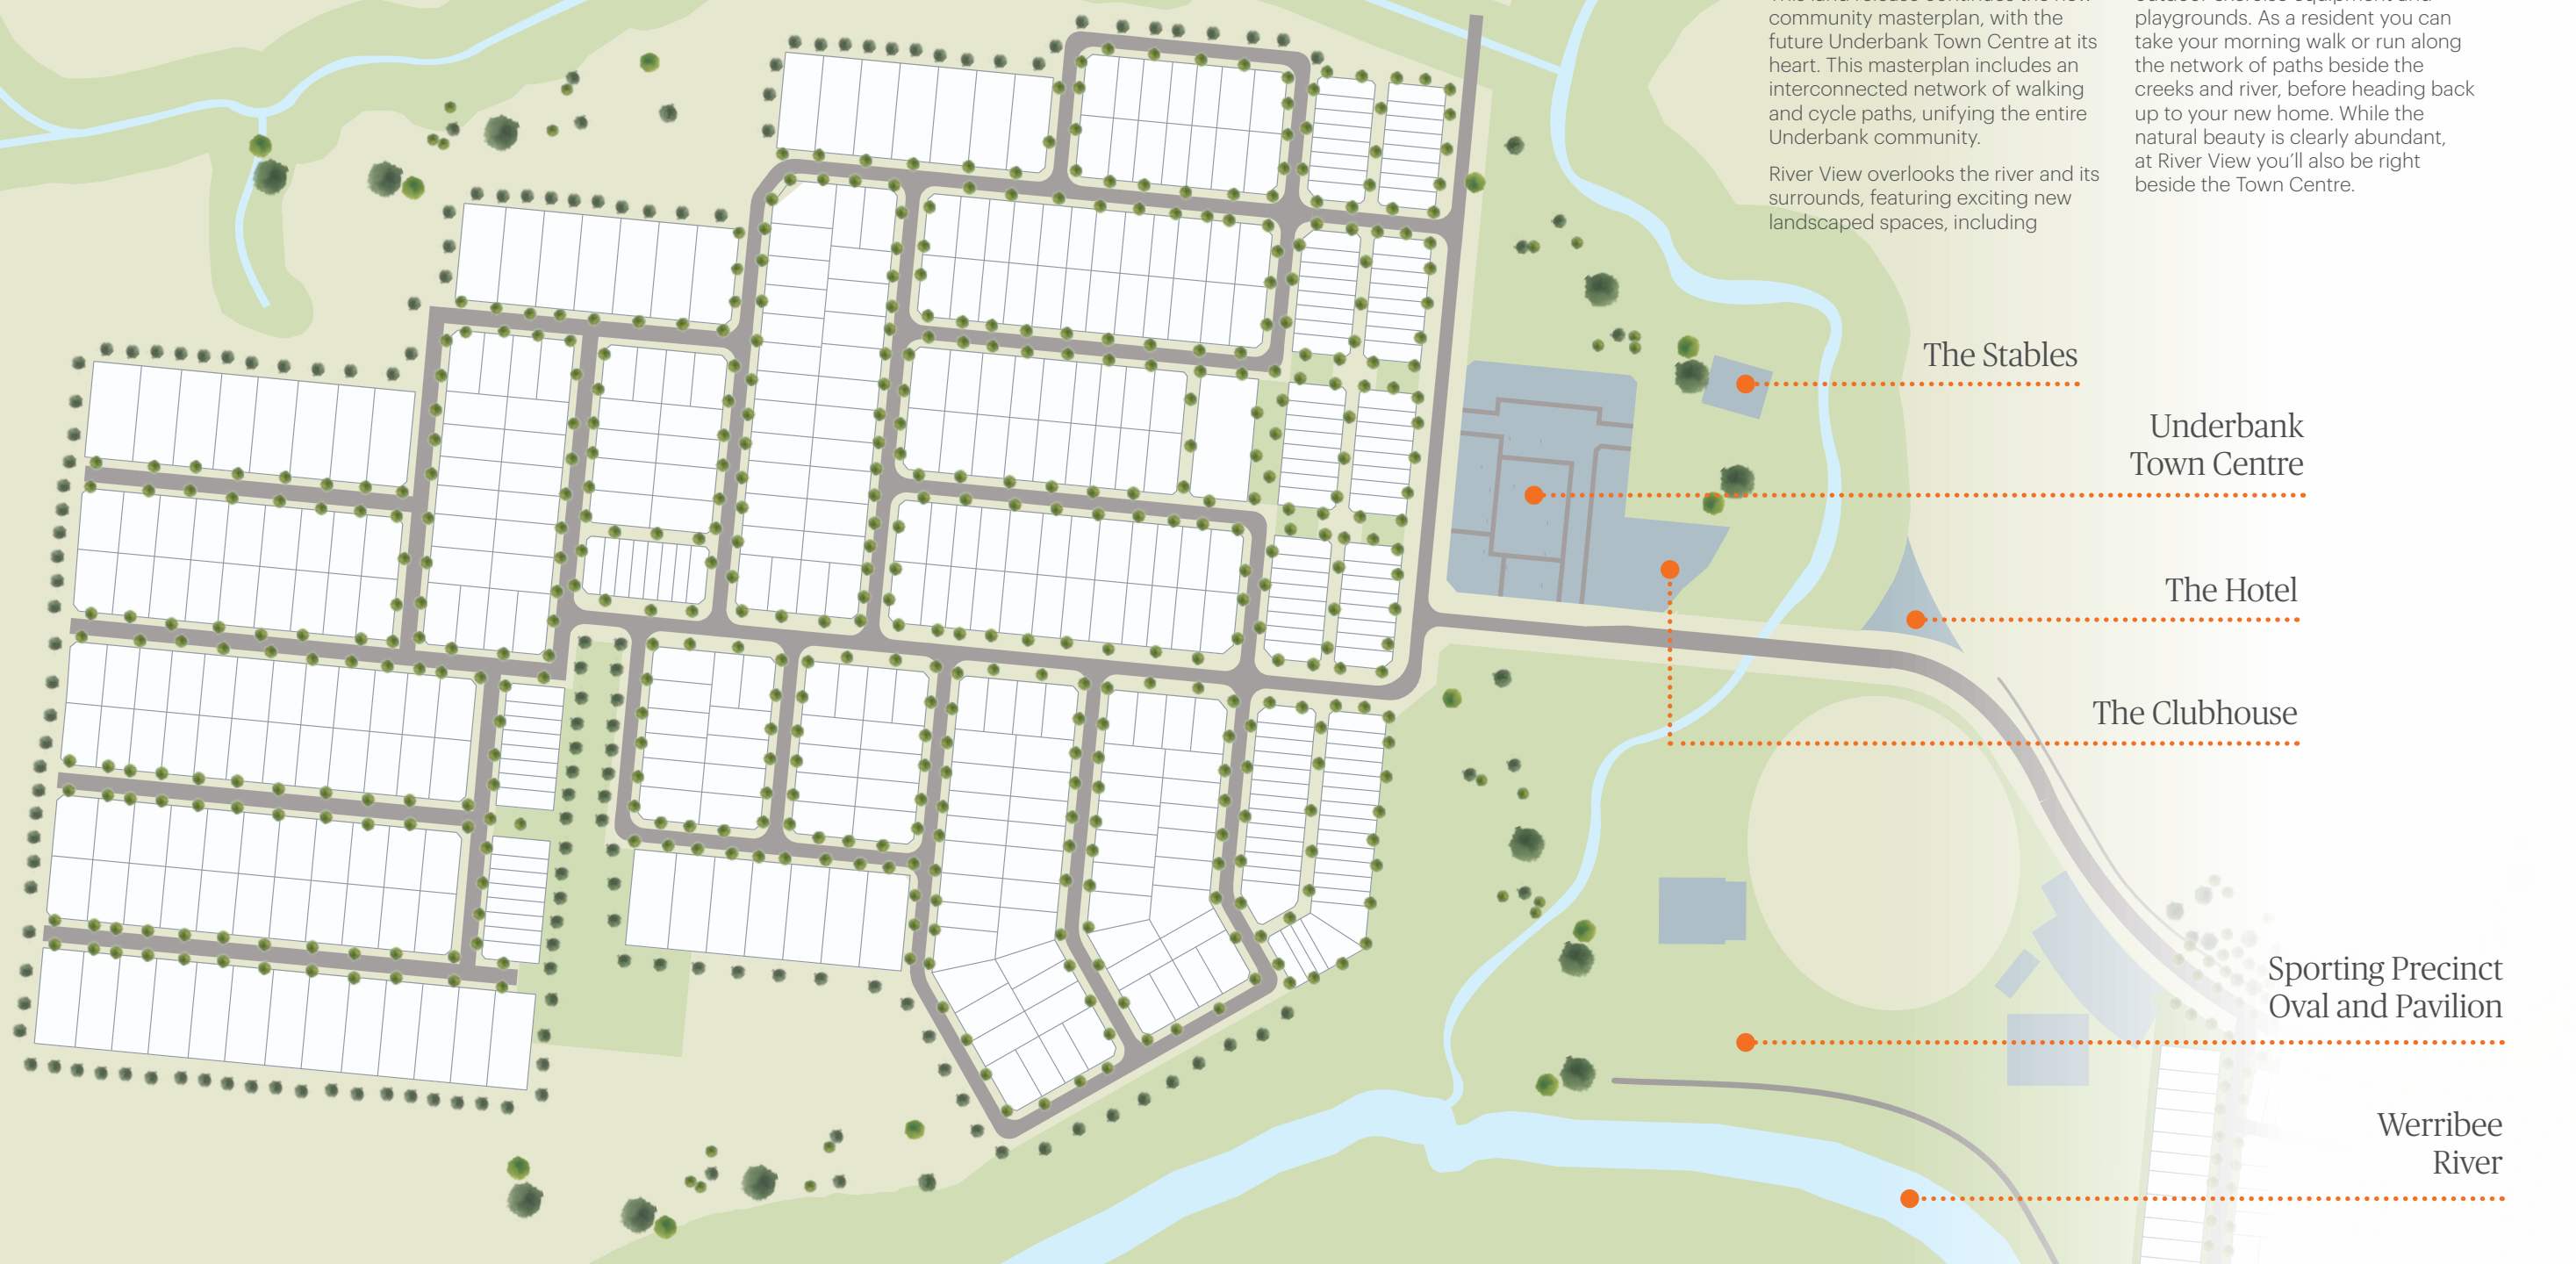 community masterplan, with the
future Underbank Town Centre at its
heart. This masterplan includes an
interconnected network of walking
and cycle paths, unifying the entire
Underbank community.
River View overlooks the river and its
surrounds, featuring exciting new
landscaped spaces, including
playgrounds. As a resident you can
take your morning walk or run along
the network of paths beside the
creeks and river, before heading back
up to your new home. While the
natural beauty is clearly abundant,
at River View you’ll also be right
beside the Town Centre.
The Stables
Underbank
Town Centre
The Hotel
The Clubhouse
Sporting Precinct
Oval and Pavilion
Werribee
River